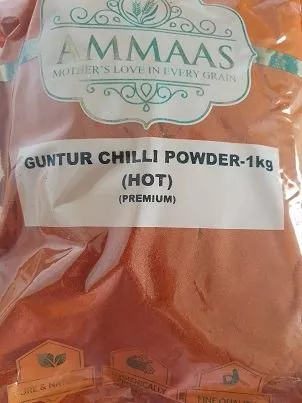 AMMAAS
MOTHER'S LOVE IN EVERY GRAIN
GUNTUR CHILLI POWDER-1kg
(HOT)
(PREMIUM)